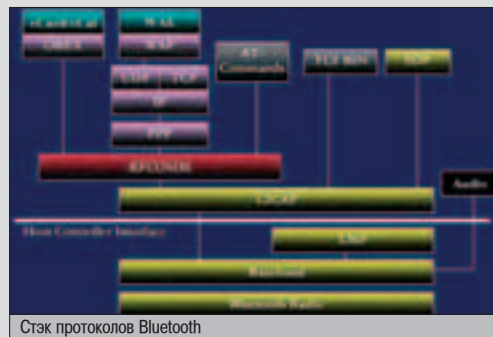 vCard/vCal WAE
OBEX WAP
AT-Commands
TCS BIN SDP
UDP TCP
IP
PPP
RFCOMM
L2CAP
Audio
Host Controller Interface
LMP
Baseband
Bluetooth Radio
Стэк протоколов Bluetooth